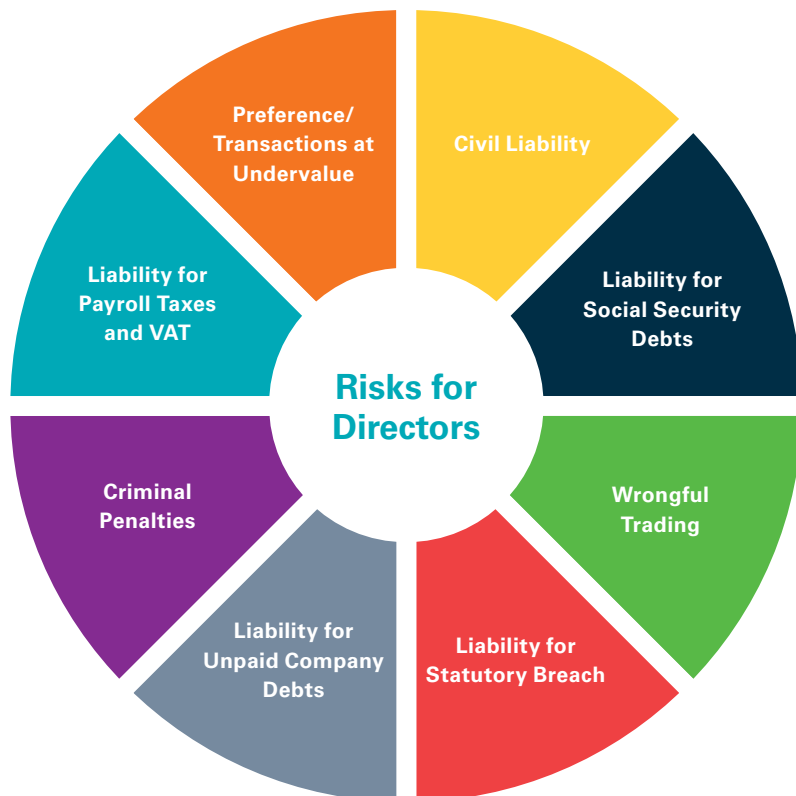 Preference/
Transactions at
Undervalue
Civil Liability
Liability for
Social Security
Debts
Wrongful
Trading
Liability for
Statutory Breach
Liability for
Unpaid Company
Debts
Criminal
Penalties
Liability for
Payroll Taxes
and VAT
Risks for
Directors